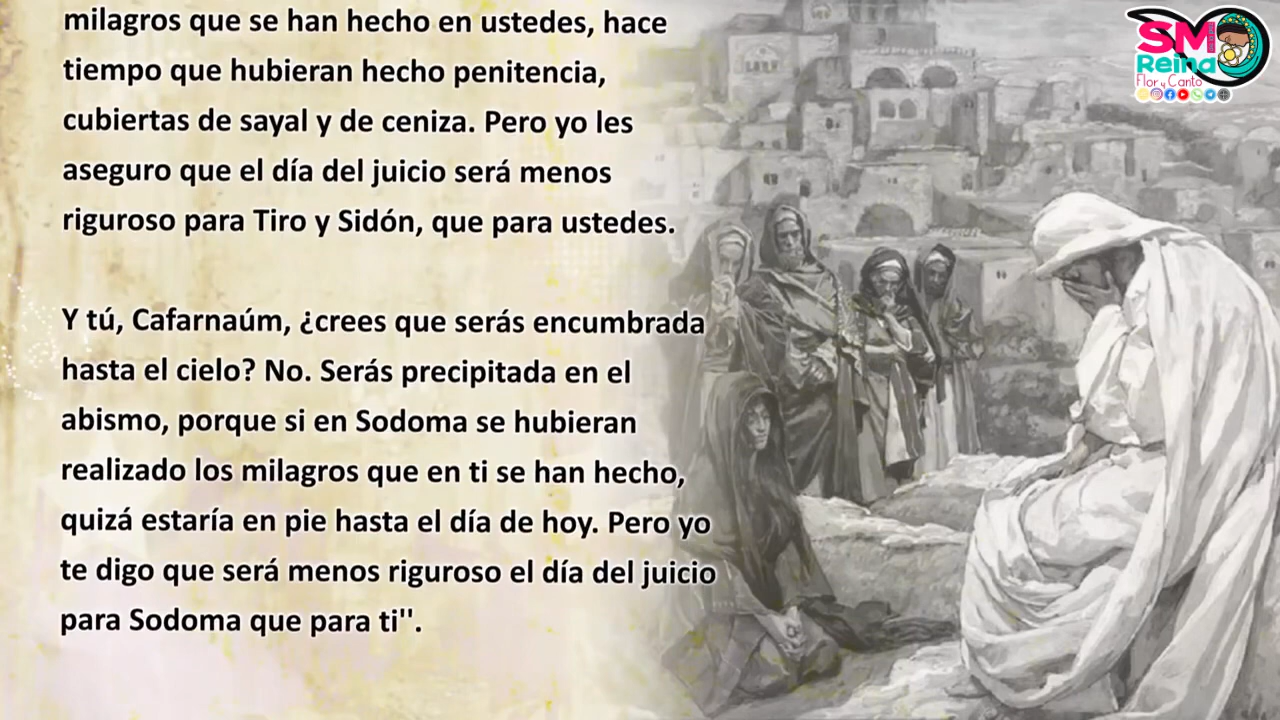 milagros que se han hecho en ustedes, hace
tiempo que hubieran hecho penitencia,
cubiertas de sayal y de ceniza. Pero yo les
aseguro que el día del juicio será menos
riguroso para Tiro y Sidón, que para ustedes.
Y tú, Cafarnaúm, ¿crees que serás encumbrada
hasta el cielo? No. Serás precipitada en el
abismo, porque si en Sodoma se hubieran
realizado los milagros que en ti se han hecho,
quizá estaría en pie hasta el día de hoy. Pero yo
te digo que será menos riguroso el día del juicio
para Sodoma que para ti".
SM
Reina
Flor y Canto